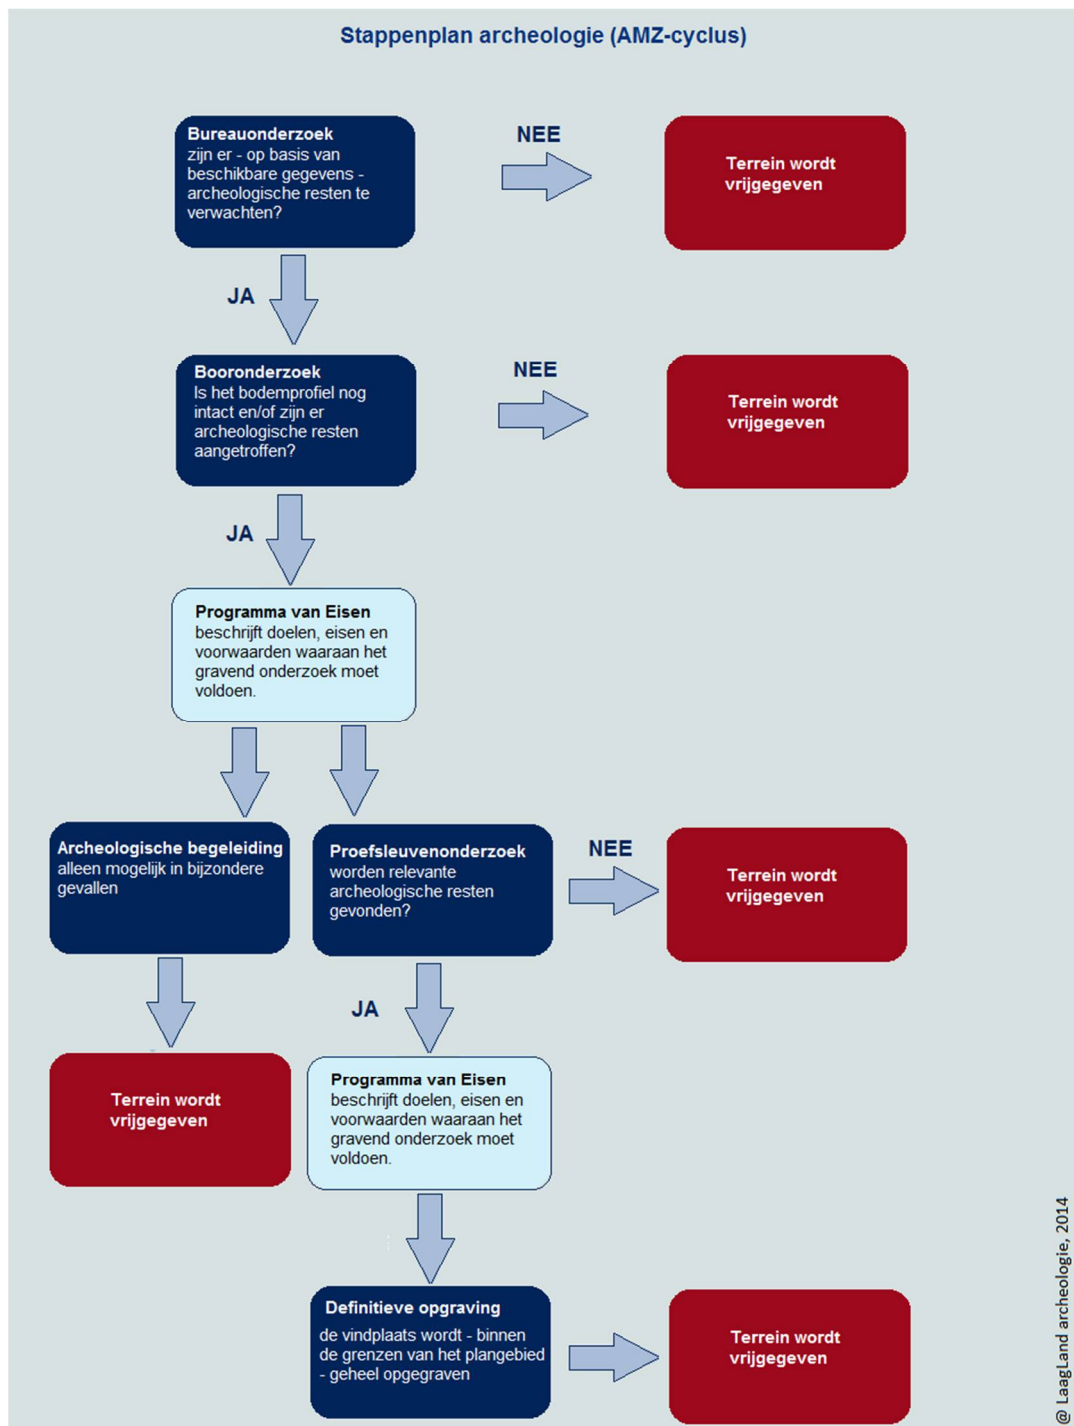 Stappenplan archeologie (AMZ-cyclus)
Bureauonderzoek
zijn er - op basis van
beschikbare gegevens -
archeologische resten te
verwachten?
NEE
Terrein wordt
vrijgegeven
JA
Booronderzoek
Is het bodemprofiel nog
intact en/of zijn er
archeologische resten
aangetroffen?
NEE
Terrein wordt
vrijgegeven
JA
Programma van Eisen
beschrijft doelen, eisen en
voorwaarden waaraan het
gravend onderzoek moet
voldoen.
Archeologische begeleiding
alleen mogelijk in bijzondere
gevallen
Proefsleuvenonderzoek
worden relevante
archeologische resten
gevonden?
NEE
Terrein wordt
vrijgegeven
JA
Terrein wordt
vrijgegeven
Programma van Eisen
beschrijft doelen, eisen en
voorwaarden waaraan het
gravend onderzoek moet
voldoen.
Definitieve opgraving
de vindplaats wordt - binnen
de grenzen van het plangebied
- geheel opgegraven
Terrein wordt
vrijgegeven
@ LaagLand archeologie, 2014